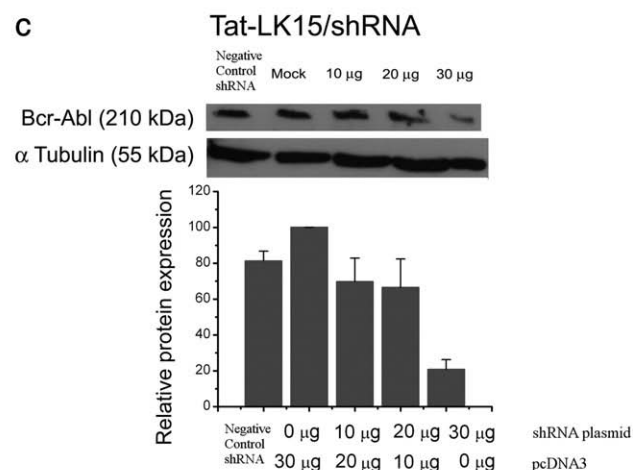 C
Tat-LK15/shRNA
Negative
Control
shRNA
Mock 10 µg 20 µg 30 µg
Bcr-Abl (210 kDa)
α Tubulin (55 kDa)
Relative protein expression
120
100
80
60
40
20
0
Negative
Control
shRNA
0 µg 10 µg 20 µg 30 µg shRNA plasmid
30 µg 20 µg 10 µg 0 µg pcDNA3